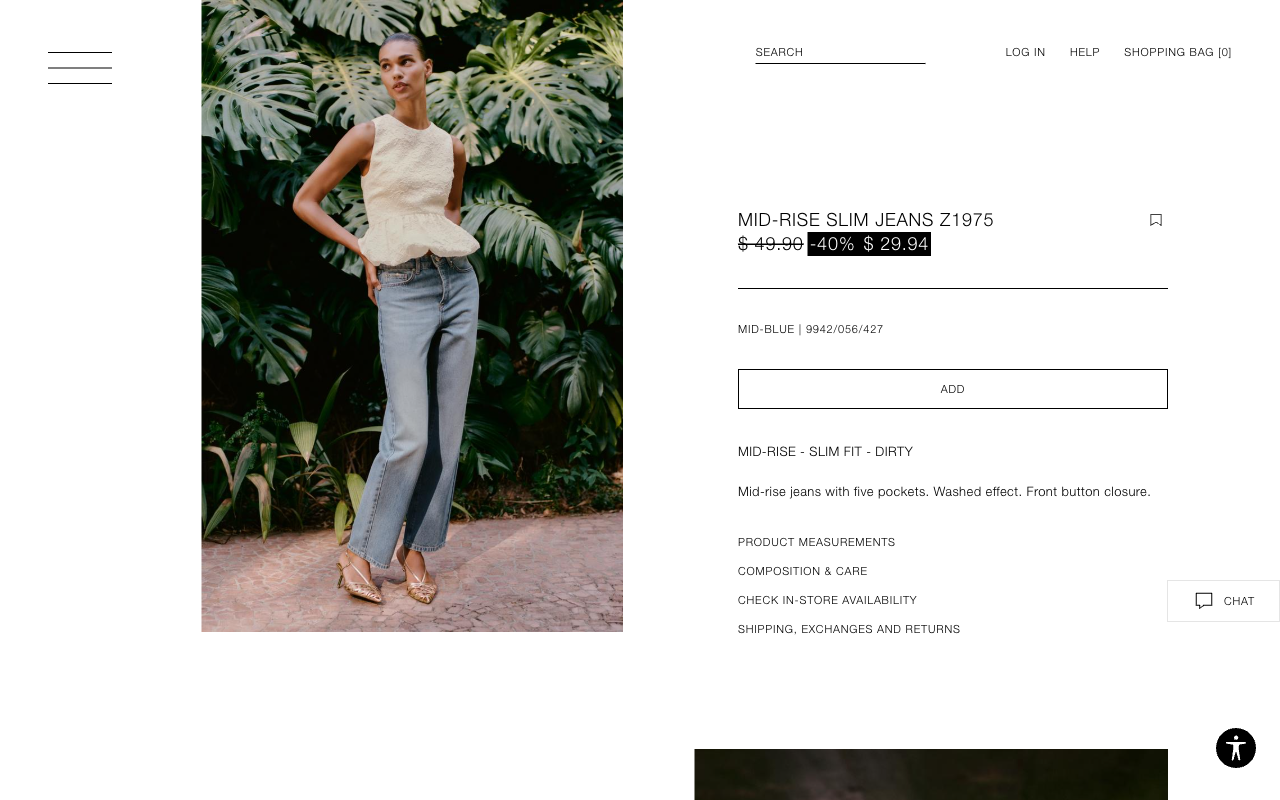 SEARCH
LOG IN
HELP
SHOPPING BAG [0]
MID-RISE SLIM JEANS Z1975
$ 49.90 -40% $ 29.94
MID-BLUE | 9942/056/427
ADD
MID-RISE - SLIM FIT - DIRTY
Mid-rise jeans with five pockets. Washed effect. Front button closure.
PRODUCT MEASUREMENTS
COMPOSITION & CARE
CHECK IN-STORE AVAILABILITY
SHIPPING, EXCHANGES AND RETURNS
CHAT